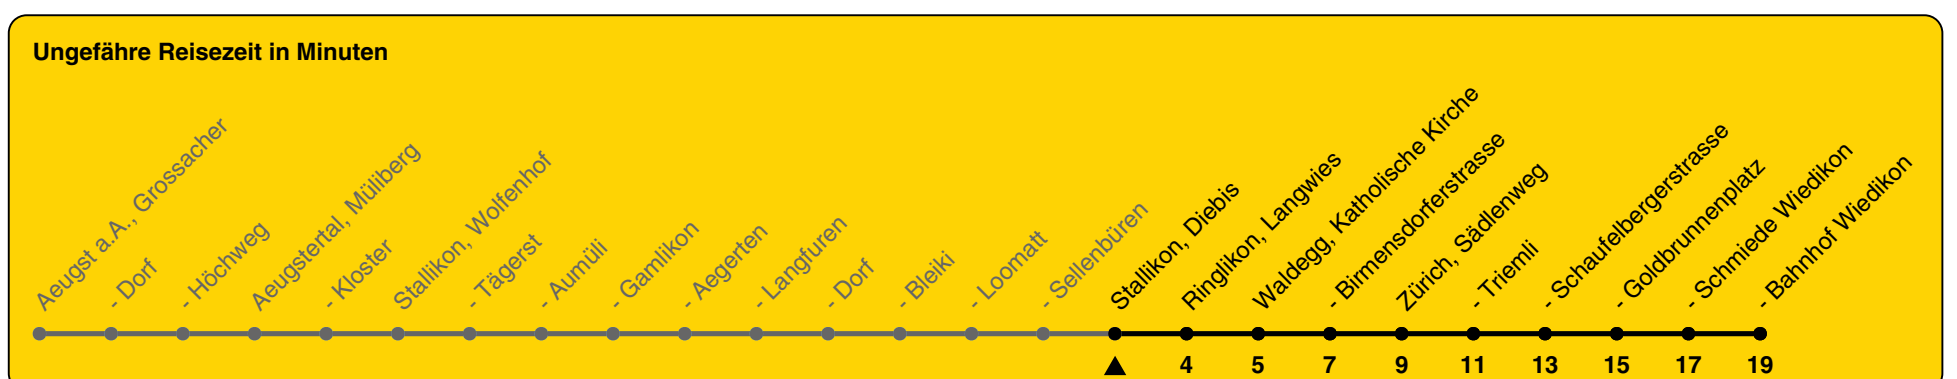 Ungefähre Reisezeit in Minuten
Aeugst a.A., Grossacher
- Dorf
- Höchweg
Aeugstertal, Müliberg
- Kloster
Stallikon, Wolfenhof
- Tägerst
- Aumüli
- Gamlikon
- Aegerten
- Langfuren
- Dorf
- Bleiki
- Loomatt
- Sellenbüren
Stallikon, Diebis
Ringlikon, Langwies
Waldegg, Katholische Kirche
- Birmensdorferstrasse
Zürich, Sädlenweg
- Triemli
- Schaufelbergerstrasse
- Goldbrunnenplatz
- Schmiede Wiedikon
- Bahnhof Wiedikon
4 5 7 9 11 13 15 17 19